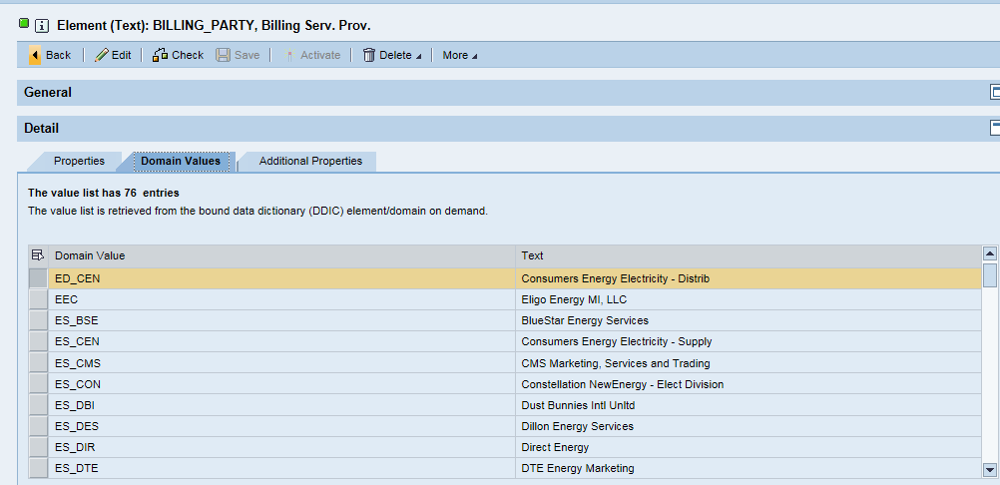 Element (Text): BILLING_PARTY, Billing Serv. Prov.
Back Edit Check Save Activate Delete More
General
Detail
Properties Domain Values Additional Properties
The value list has 76 entries
The value list is retrieved from the bound data dictionary (DDIC) element/domain on demand.
Domain Value Text
ED_CEN Consumers Energy Electricity - Distrib
EEC Eligo Energy MI, LLC
ES_BSE BlueStar Energy Services
ES_CEN Consumers Energy Electricity - Supply
ES_CMS CMS Marketing, Services and Trading
ES_CON Constellation NewEnergy - Elect Division
ES_DBI Dust Bunnies Intl Unltd
ES_DES Dillon Energy Services
ES_DIR Direct Energy
ES_DTE DTE Energy Marketing